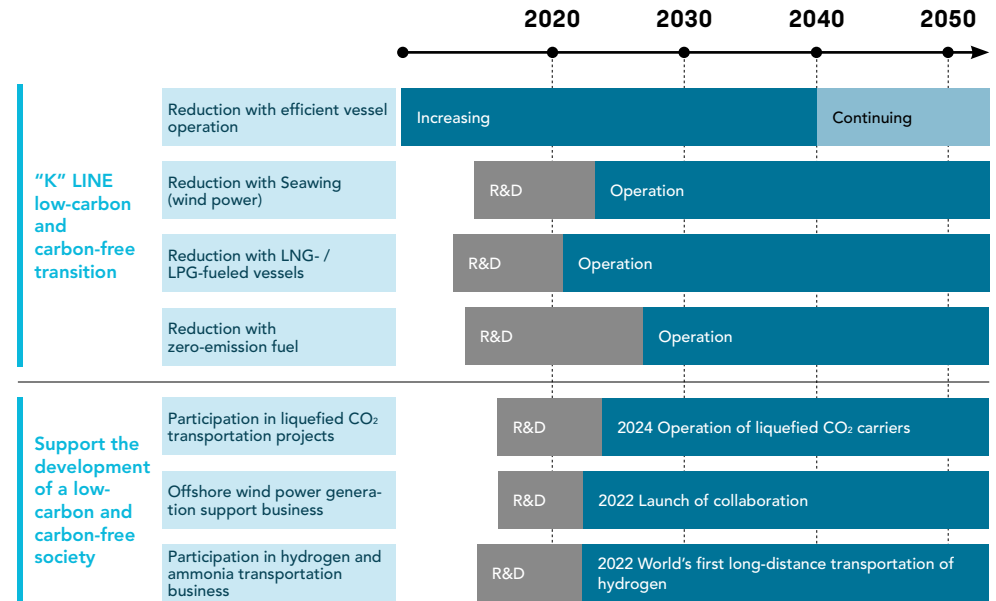 2020 2030 2040 2050
“K” LINE
low-carbon
and
carbon-free
transition
Reduction with efficient vessel
operation
Increasing
Continuing
Reduction with Seawing
(wind power)
R&D
Operation
Reduction with LNG- /
LPG-fueled vessels
R&D
Operation
Reduction with
zero-emission fuel
R&D
Operation
Support the
development
of a low-
carbon and
carbon-free
society
Participation in liquefied CO₂
transportation projects
R&D
2024 Operation of liquefied CO₂ carriers
Offshore wind power genera-
tion support business
R&D
2022 Launch of collaboration
Participation in hydrogen and
ammonia transportation
business
R&D
2022 World’s first long-distance transportation of
hydrogen